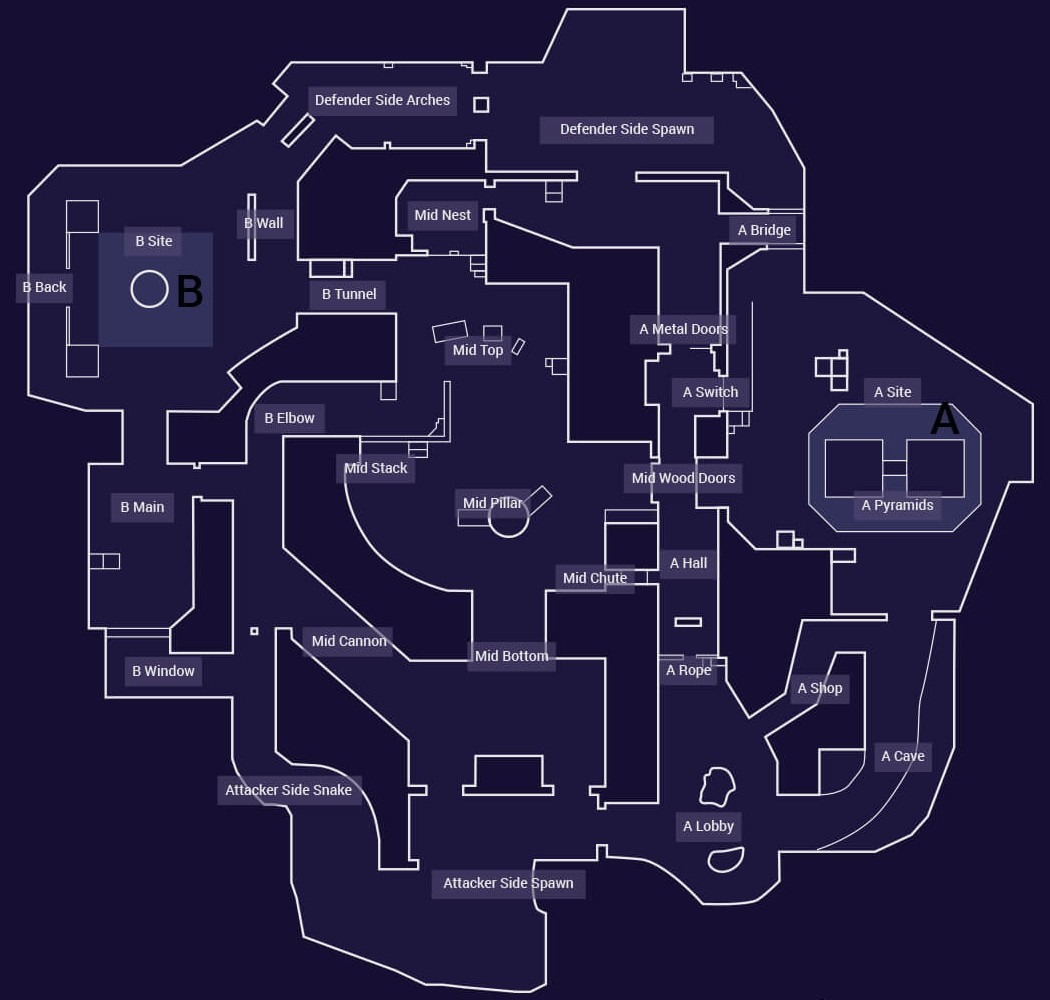 Defender Side Arches
Defender Side Spawn
Mid Nest
B Wall
A Bridge
B Site
B Back
B
B Tunnel
A Metal Doors
Mid Top
A Switch
A Site
A
B Elbow
Mid Stack
Mid Wood Doors
Mid Pillar
A Pyramids
B Main
A Hall
Mid Chute
Mid Cannon
Mid Bottom
B Window
A Rope
A Shop
A Cave
Attacker Side Snake
A Lobby
Attacker Side Spawn